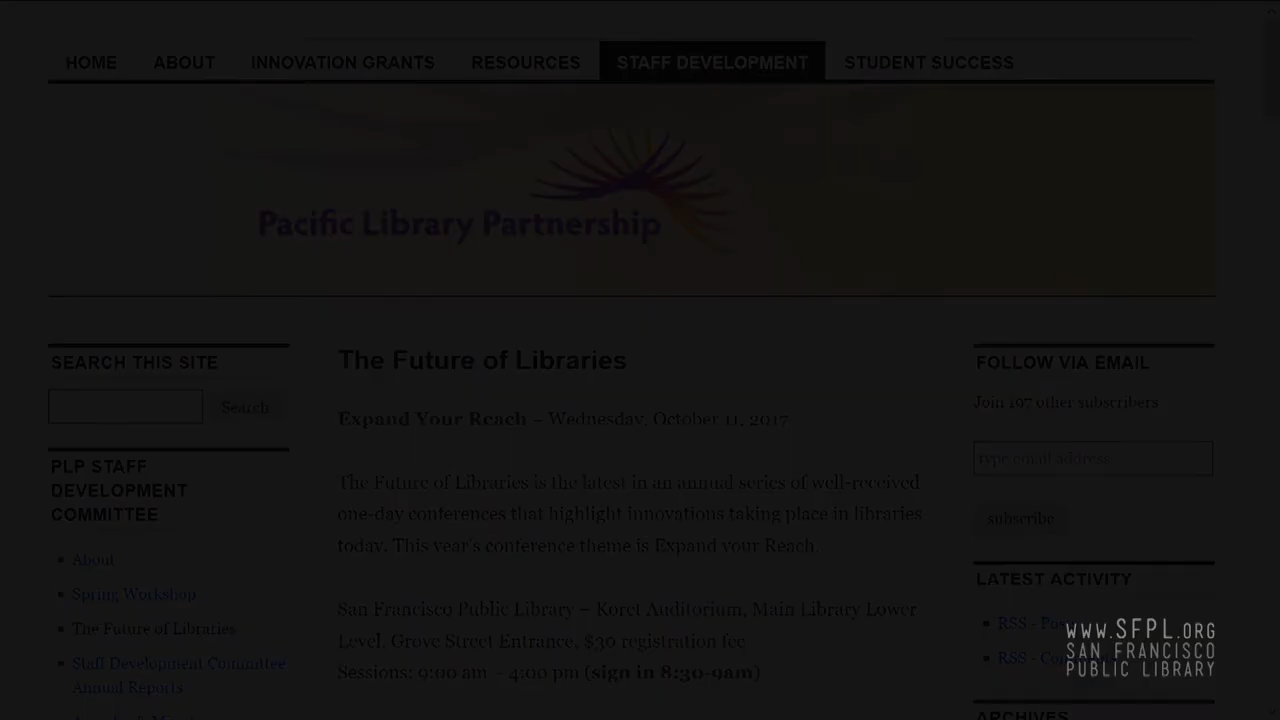 HOME ABOUT INNOVATION GRANTS RESOURCES STAFF DEVELOPMENT STUDENT SUCCESS
Pacific Library Partnership
SEARCH THIS SITE
Search
PLP STAFF
DEVELOPMENT
COMMITTEE
About
Spring Workshop
The Future of Libraries
Staff Development Committee
Annual Reports
The Future of Libraries
Expand Your Reach – Wednesday, October 11, 2017
The Future of Libraries is the latest in an annual series of well-received
one-day conferences that highlight innovations taking place in libraries
today. This year's conference theme is Expand your Reach.
San Francisco Public Library – Koret Auditorium, Main Library Lower
Level, Grove Street Entrance, $30 registration fee
Sessions: 9:00 am – 4:00 pm (sign in 8:30-9am)
FOLLOW VIA EMAIL
Join 197 other subscribers
type email address
subscribe
LATEST ACTIVITY
RSS -
RSS -
ARCHIVES
WWW.SFPL.ORG
SAN FRANCISCO
PUBLIC LIBRARY